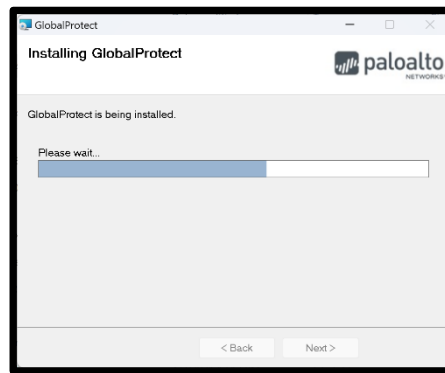 GlobalProtect
Installing GlobalProtect
paloalto
NETWORKS
GlobalProtect is being installed.
Please wait...
< Back
Next >